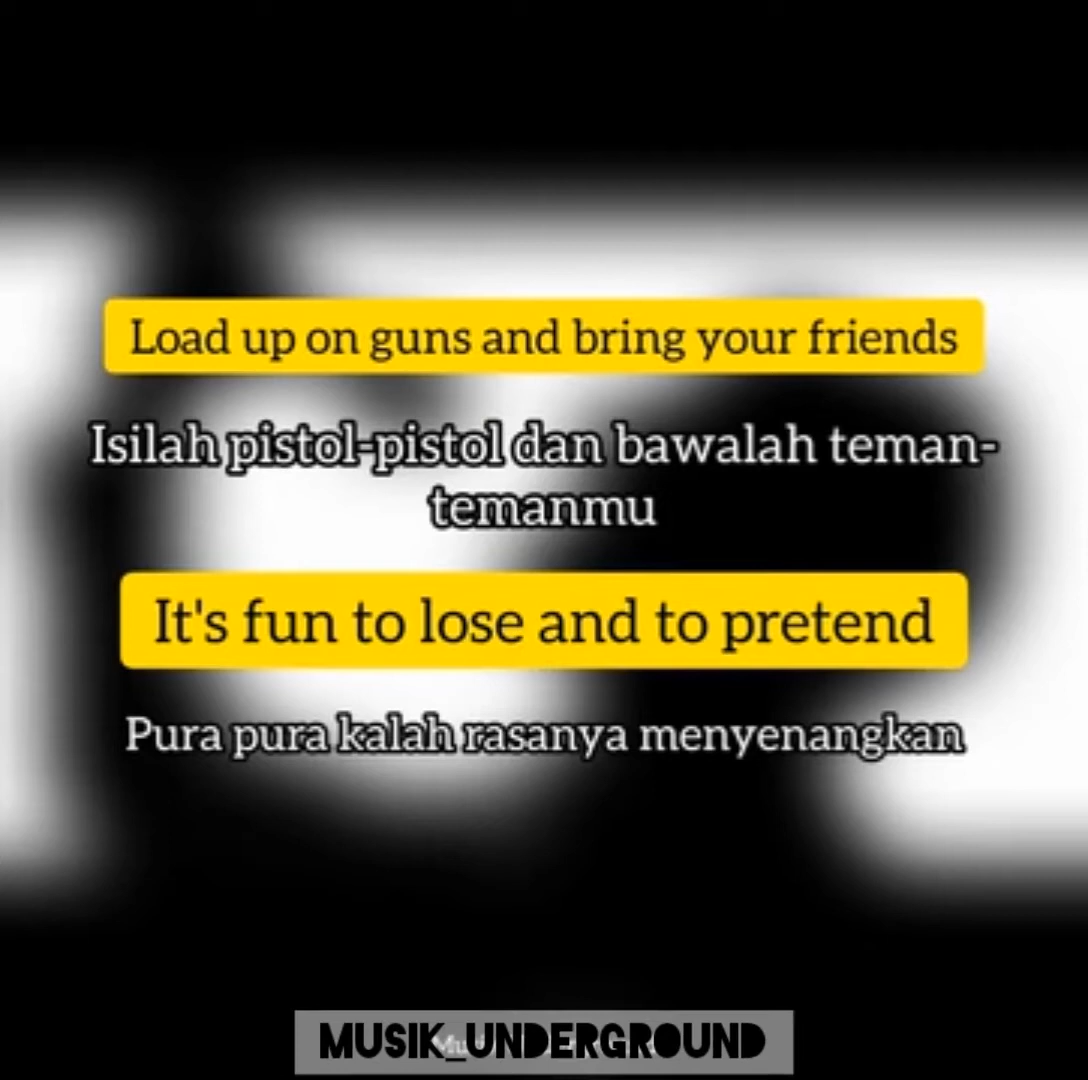 Load up on guns and bring your friends
Isilah pistol-pistol dan bawalah teman-
temanmu
It's fun to lose and to pretend
Pura pura kalah rasanya menyenangkan
MUSIK_UNDERGROUND